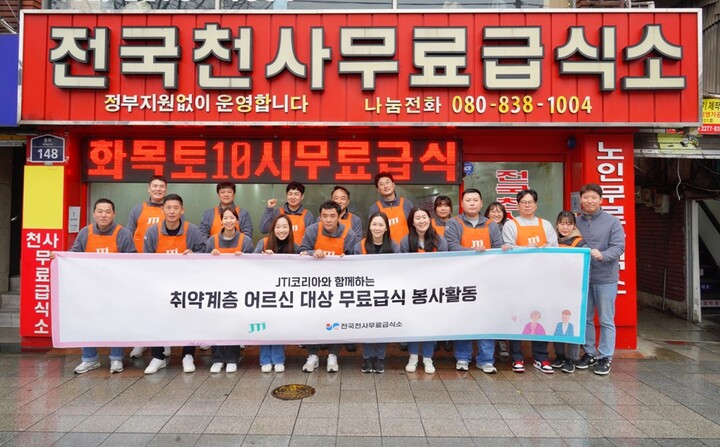 전국천사무료급식소
정부지원없이 운영합니다
나눔전화 080-838-1004
148
화목토10시무료급식
천사
무료급식소
노인무료급식소
JTI
JTI코리아와 함께하는
취약계층 어르신 대상 무료급식 봉사활동
JTI
전국천사무료급식소